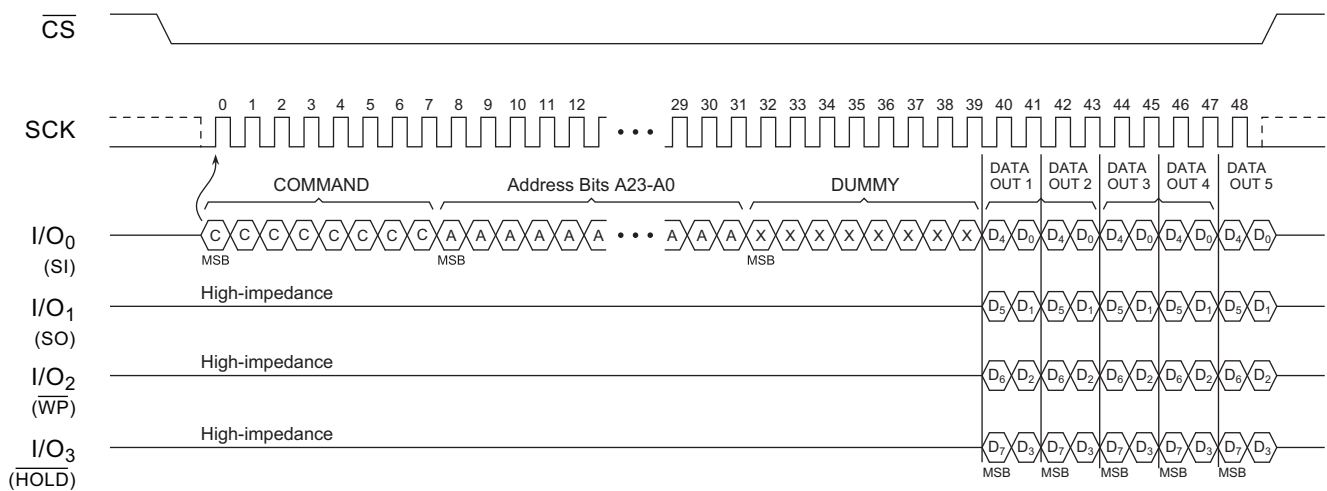 CS
SCK
0 1 2 3 4 5 6 7 8 9 10 11 12 • • • 29 30 31 32 33 34 35 36 37 38 39 40 41 42 43 44 45 46 47 48
COMMAND Address Bits A23-A0 DUMMY
DATA OUT 1 DATA OUT 2 DATA OUT 3 DATA OUT 4 DATA OUT 5
I/O0
(SI)
C C C C C C C C A A A A A A • • • A A A X X X X X X X X D4 D0 D4 D0 D4 D0 D4 D0 D4 D0
MSB MSB MSB
I/O1
(SO)
High-impedance
D5 D1 D5 D1 D5 D1 D5 D1 D5 D1
I/O2
(WP)
High-impedance
D6 D2 D6 D2 D6 D2 D6 D2 D6 D2
I/O3
(HOLD)
High-impedance
D7 D3 D7 D3 D7 D3 D7 D3 D7 D3
MSB MSB MSB MSB MSB